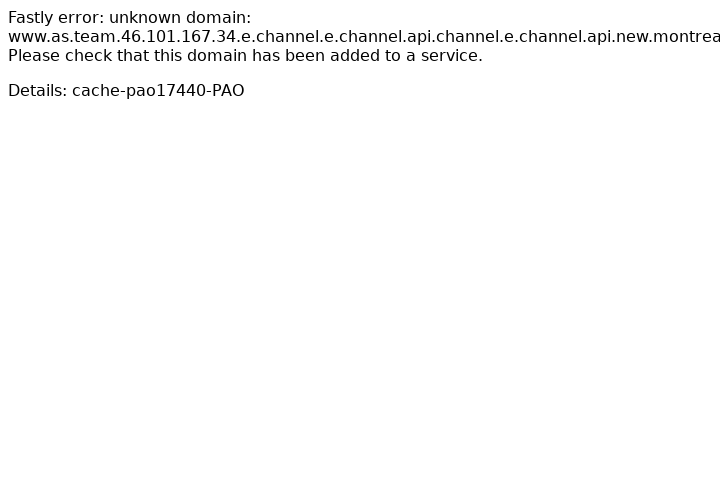 Fastly error: unknown domain:
www.as.team.46.101.167.34.e.channel.e.channel.api.channel.e.channel.api.new.montrea
Please check that this domain has been added to a service.
Details: cache-pao17440-PAO